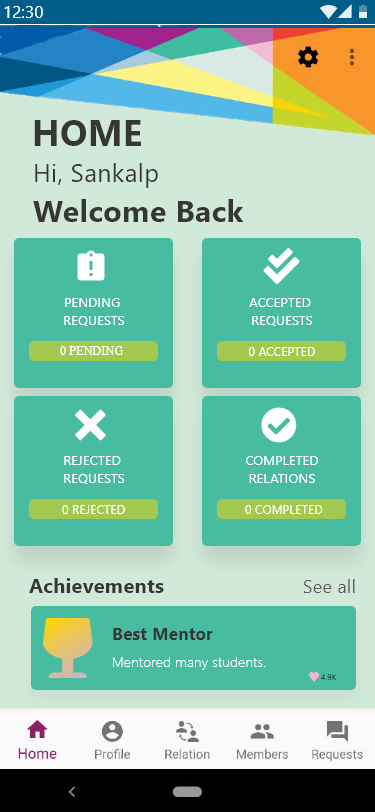 12:30
HOME
Hi, Sankalp
Welcome Back
PENDING
REQUESTS
0 PENDING
ACCEPTED
REQUESTS
0 ACCEPTED
REJECTED
REQUESTS
0 REJECTED
COMPLETED
RELATIONS
0 COMPLETED
Achievements
See all
Best Mentor
Mentored many students.
4.9K
Home
Profile
Relation
Members
Requests